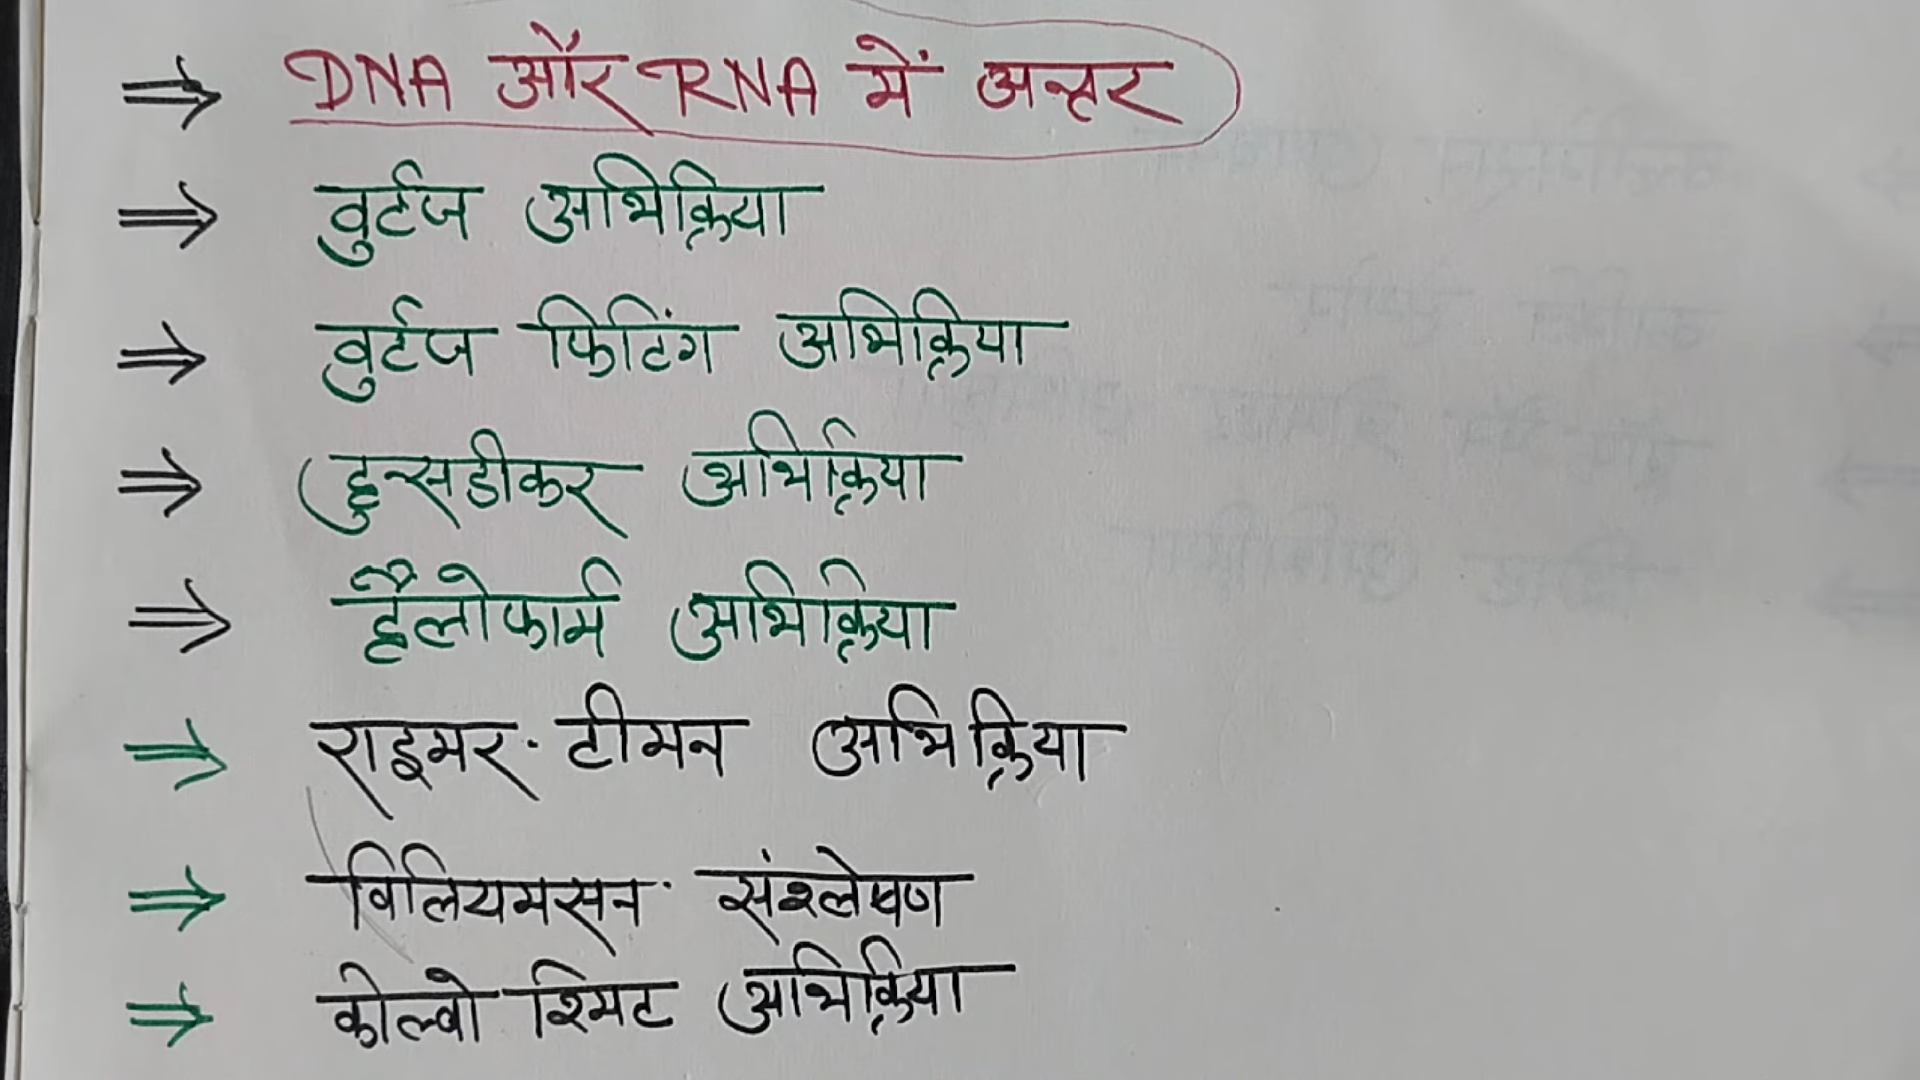 ⇒ DNA और RNA में अन्तर
⇒ वुर्टज अभिक्रिया
⇒ वुर्टज फिटिंग अभिक्रिया
⇒ हुन्सडीकर अभिक्रिया
⇒ हैलोफार्म अभिक्रिया
⇒ राइमर-टीमन अभिक्रिया
⇒ विलियमसन संश्लेषण
⇒ कोल्वो श्मिट अभिक्रिया